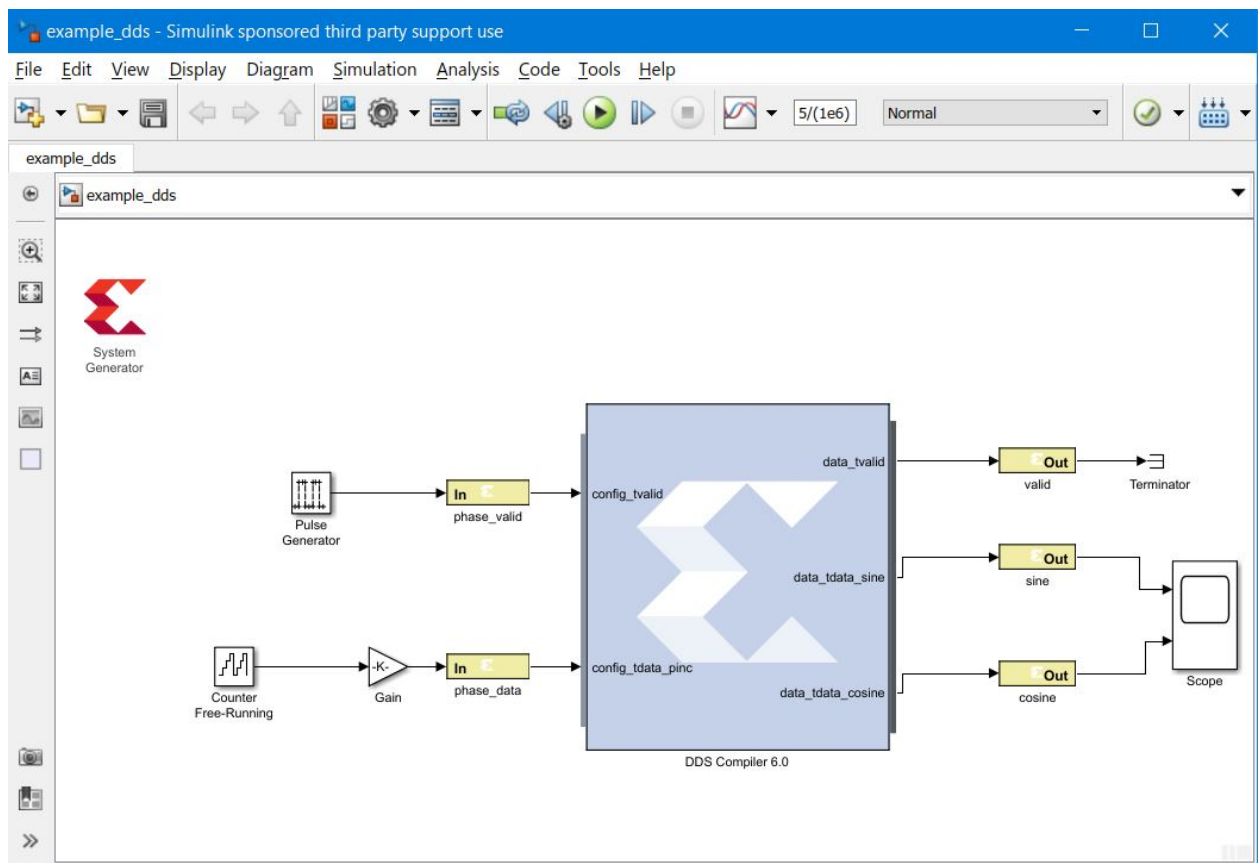 example_dds - Simulink sponsored third party support use
File Edit View Display Diagram Simulation Analysis Code Tools Help
5/(1e6) Normal
example_dds
example_dds
System
Generator
data_tvalid
Out
valid
Terminator
Pulse
Generator
In
phase_valid
config_tvalid
data_tdata_sine
Out
sine
Scope
Counter
Free-Running
-K-
Gain
In
phase_data
config_tdata_pinc
data_tdata_cosine
Out
cosine
DDS Compiler 6.0